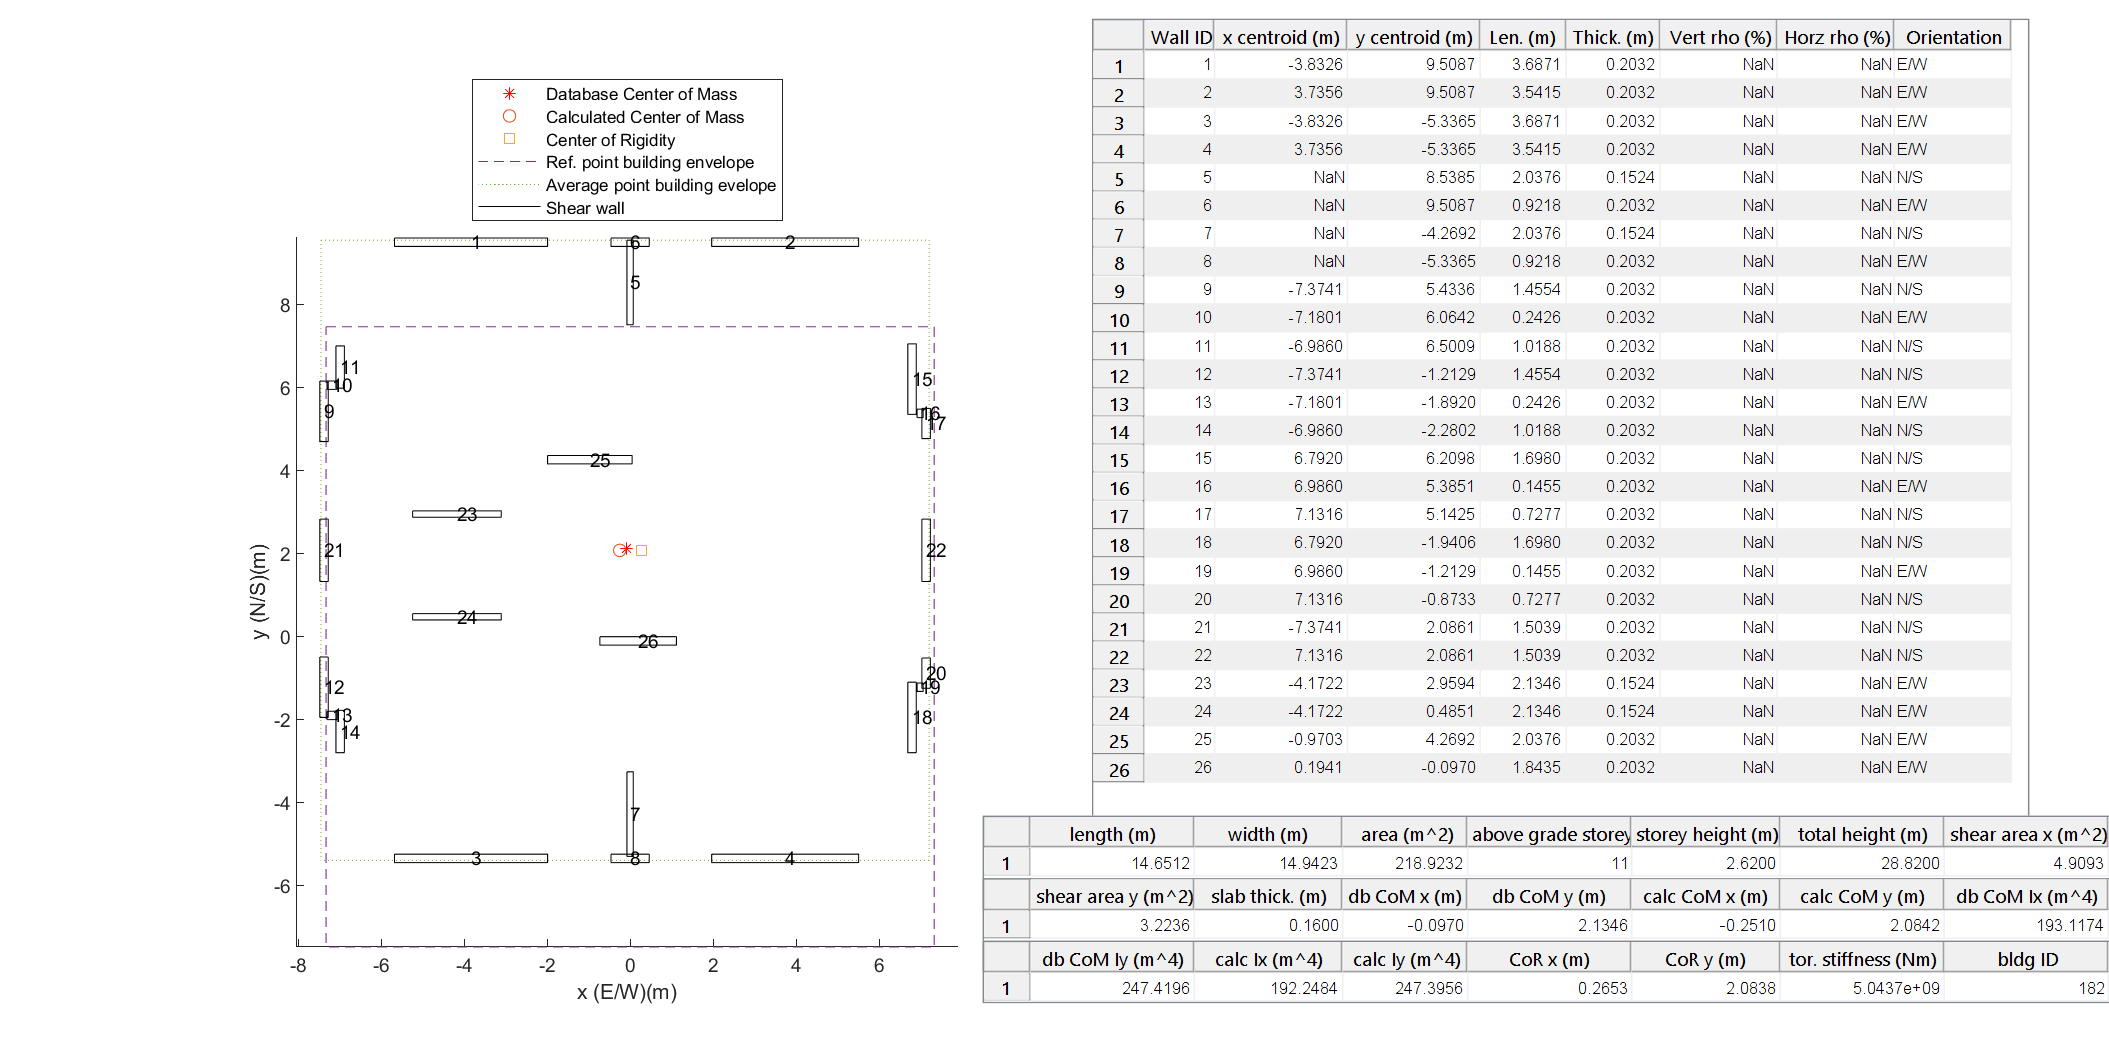 Database Center of Mass
Calculated Center of Mass
Center of Rigidity
Ref. point building envelope
Average point building evelope
Shear wall
1
6
2
5
8
11
15
6
10
9
16
17
4
25
23
2
21
22
0
24
26
20
12
19
-2
13
18
14
-4
7
3
8
4
-6
-8
-6
-4
-2
0
2
4
6
y (N/S)(m)
x (E/W)(m)
Wall ID x centroid (m) y centroid (m) Len. (m) Thick. (m) Vert rho (%) Horz rho (%) Orientation
1 1 -3.8326 9.5087 3.6871 0.2032 NaN NaN E/W
2 2 3.7356 9.5087 3.5415 0.2032 NaN NaN E/W
3 3 -3.8326 -5.3365 3.6871 0.2032 NaN NaN E/W
4 4 3.7356 -5.3365 3.5415 0.2032 NaN NaN E/W
5 5 NaN 8.5385 2.0376 0.1524 NaN NaN N/S
6 6 NaN 9.5087 0.9218 0.2032 NaN NaN E/W
7 7 NaN -4.2692 2.0376 0.1524 NaN NaN N/S
8 8 NaN -5.3365 0.9218 0.2032 NaN NaN E/W
9 9 -7.3741 5.4336 1.4554 0.2032 NaN NaN N/S
10 10 -7.1801 6.0642 0.2426 0.2032 NaN NaN E/W
11 11 -6.9860 6.5009 1.0188 0.2032 NaN NaN N/S
12 12 -7.3741 -1.2129 1.4554 0.2032 NaN NaN N/S
13 13 -7.1801 -1.8920 0.2426 0.2032 NaN NaN E/W
14 14 -6.9860 -2.2802 1.0188 0.2032 NaN NaN N/S
15 15 6.7920 6.2098 1.6980 0.2032 NaN NaN N/S
16 16 6.9860 5.3851 0.1455 0.2032 NaN NaN E/W
17 17 7.1316 5.1425 0.7277 0.2032 NaN NaN N/S
18 18 6.7920 -1.9406 1.6980 0.2032 NaN NaN N/S
19 19 6.9860 -1.2129 0.1455 0.2032 NaN NaN E/W
20 20 7.1316 -0.8733 0.7277 0.2032 NaN NaN N/S
21 21 -7.3741 2.0861 1.5039 0.2032 NaN NaN N/S
22 22 7.1316 2.0861 1.5039 0.2032 NaN NaN N/S
23 23 -4.1722 2.9594 2.1346 0.1524 NaN NaN E/W
24 24 -4.1722 0.4851 2.1346 0.1524 NaN NaN E/W
25 25 -0.9703 4.2692 2.0376 0.2032 NaN NaN E/W
26 26 0.1941 -0.0970 1.8435 0.2032 NaN NaN E/W
length (m) width (m) area (m^2) above grade storey storey height (m) total height (m) shear area x (m^2)
1 14.6512 14.9423 218.9232 11 2.6200 28.8200 4.9093
shear area y (m^2) slab thick. (m) db CoM x (m) db CoM y (m) calc CoM x (m) calc CoM y (m) db CoM Ix (m^4)
1 3.2236 0.1600 -0.0970 2.1346 -0.2510 2.0842 193.1174
db CoM Iy (m^4) calc Ix (m^4) calc Iy (m^4) CoR x (m) CoR y (m) tor. stiffness (Nm) bldg ID
1 247.4196 192.2484 247.3956 0.2653 2.0838 5.0437e+09 182